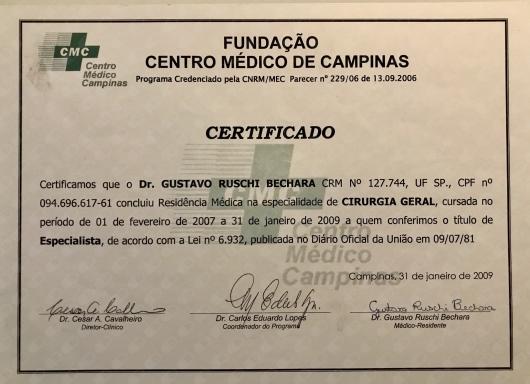 CMC
Centro
Médico
Campinas
FUNDAÇÃO
CENTRO MÉDICO DE CAMPINAS
Programa Credenciado pela CNRM/MEC Parecer nº 229/06 de 13.09.2006
CERTIFICADO
Certificamos que o Dr. GUSTAVO RUSCHI BECHARA CRM Nº 127.744, UF SP., CPF nº
094.696.617-61 concluiu Residência Médica na especialidade de CIRURGIA GERAL, cursada no
período de 01 de fevereiro de 2007 a 31 de janeiro de 2009 a quem conferimos o título de
Especialista, de acordo com a Lei nº 6.932, publicada no Diário Oficial da União em 09/07/81
CMC
Centro
Médico
Campinas
Campinas, 31 de janeiro de 2009
Gustavo Ruschi Bechara
Dr. Cesar A. Cavalheiro
Diretor-Clínico
Dr. Carlos Eduardo Lopes
Coordenador do Programa
Dr. Gustavo Ruschi Bechara
Médico-Residente